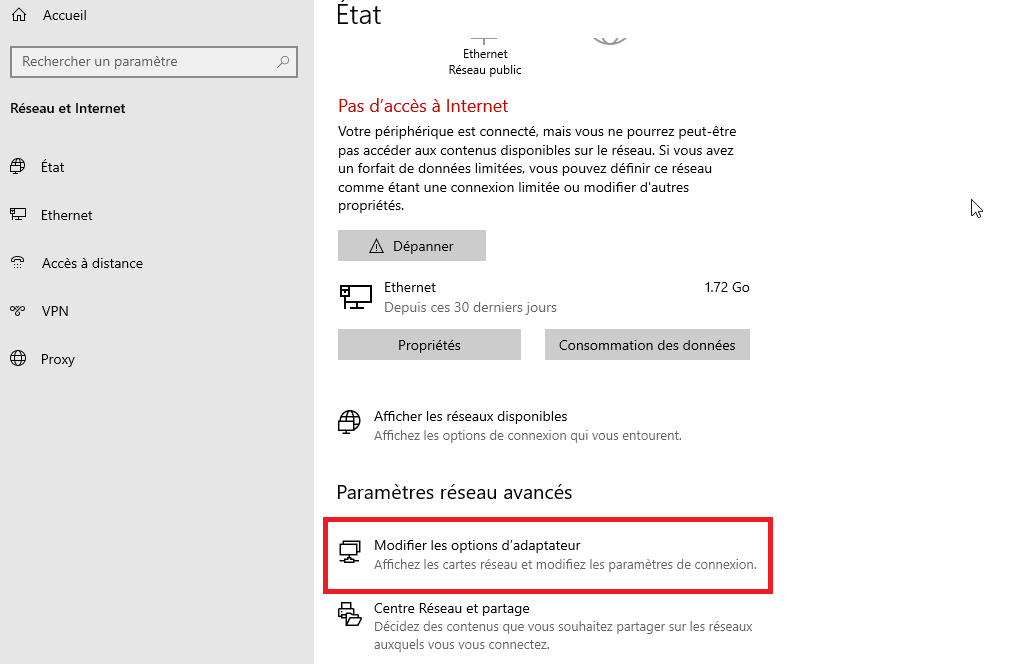 Accueil
Rechercher un paramètre
Réseau et Internet
État
Ethernet
Accès à distance
VPN
Proxy
État
Ethernet
Réseau public
Pas d’accès à Internet
Votre périphérique est connecté, mais vous ne pourrez peut-être
pas accéder aux contenus disponibles sur le réseau. Si vous avez
un forfait de données limitées, vous pouvez définir ce réseau
comme étant une connexion limitée ou modifier d'autres
propriétés.
Dépanner
Ethernet 1.72 Go
Depuis ces 30 derniers jours
Propriétés Consommation des données
Afficher les réseaux disponibles
Affichez les options de connexion qui vous entourent.
Paramètres réseau avancés
Modifier les options d’adaptateur
Affichez les cartes réseau et modifiez les paramètres de connexion.
Centre Réseau et partage
Décidez des contenus que vous souhaitez partager sur les réseaux
auxquels vous vous connectez.